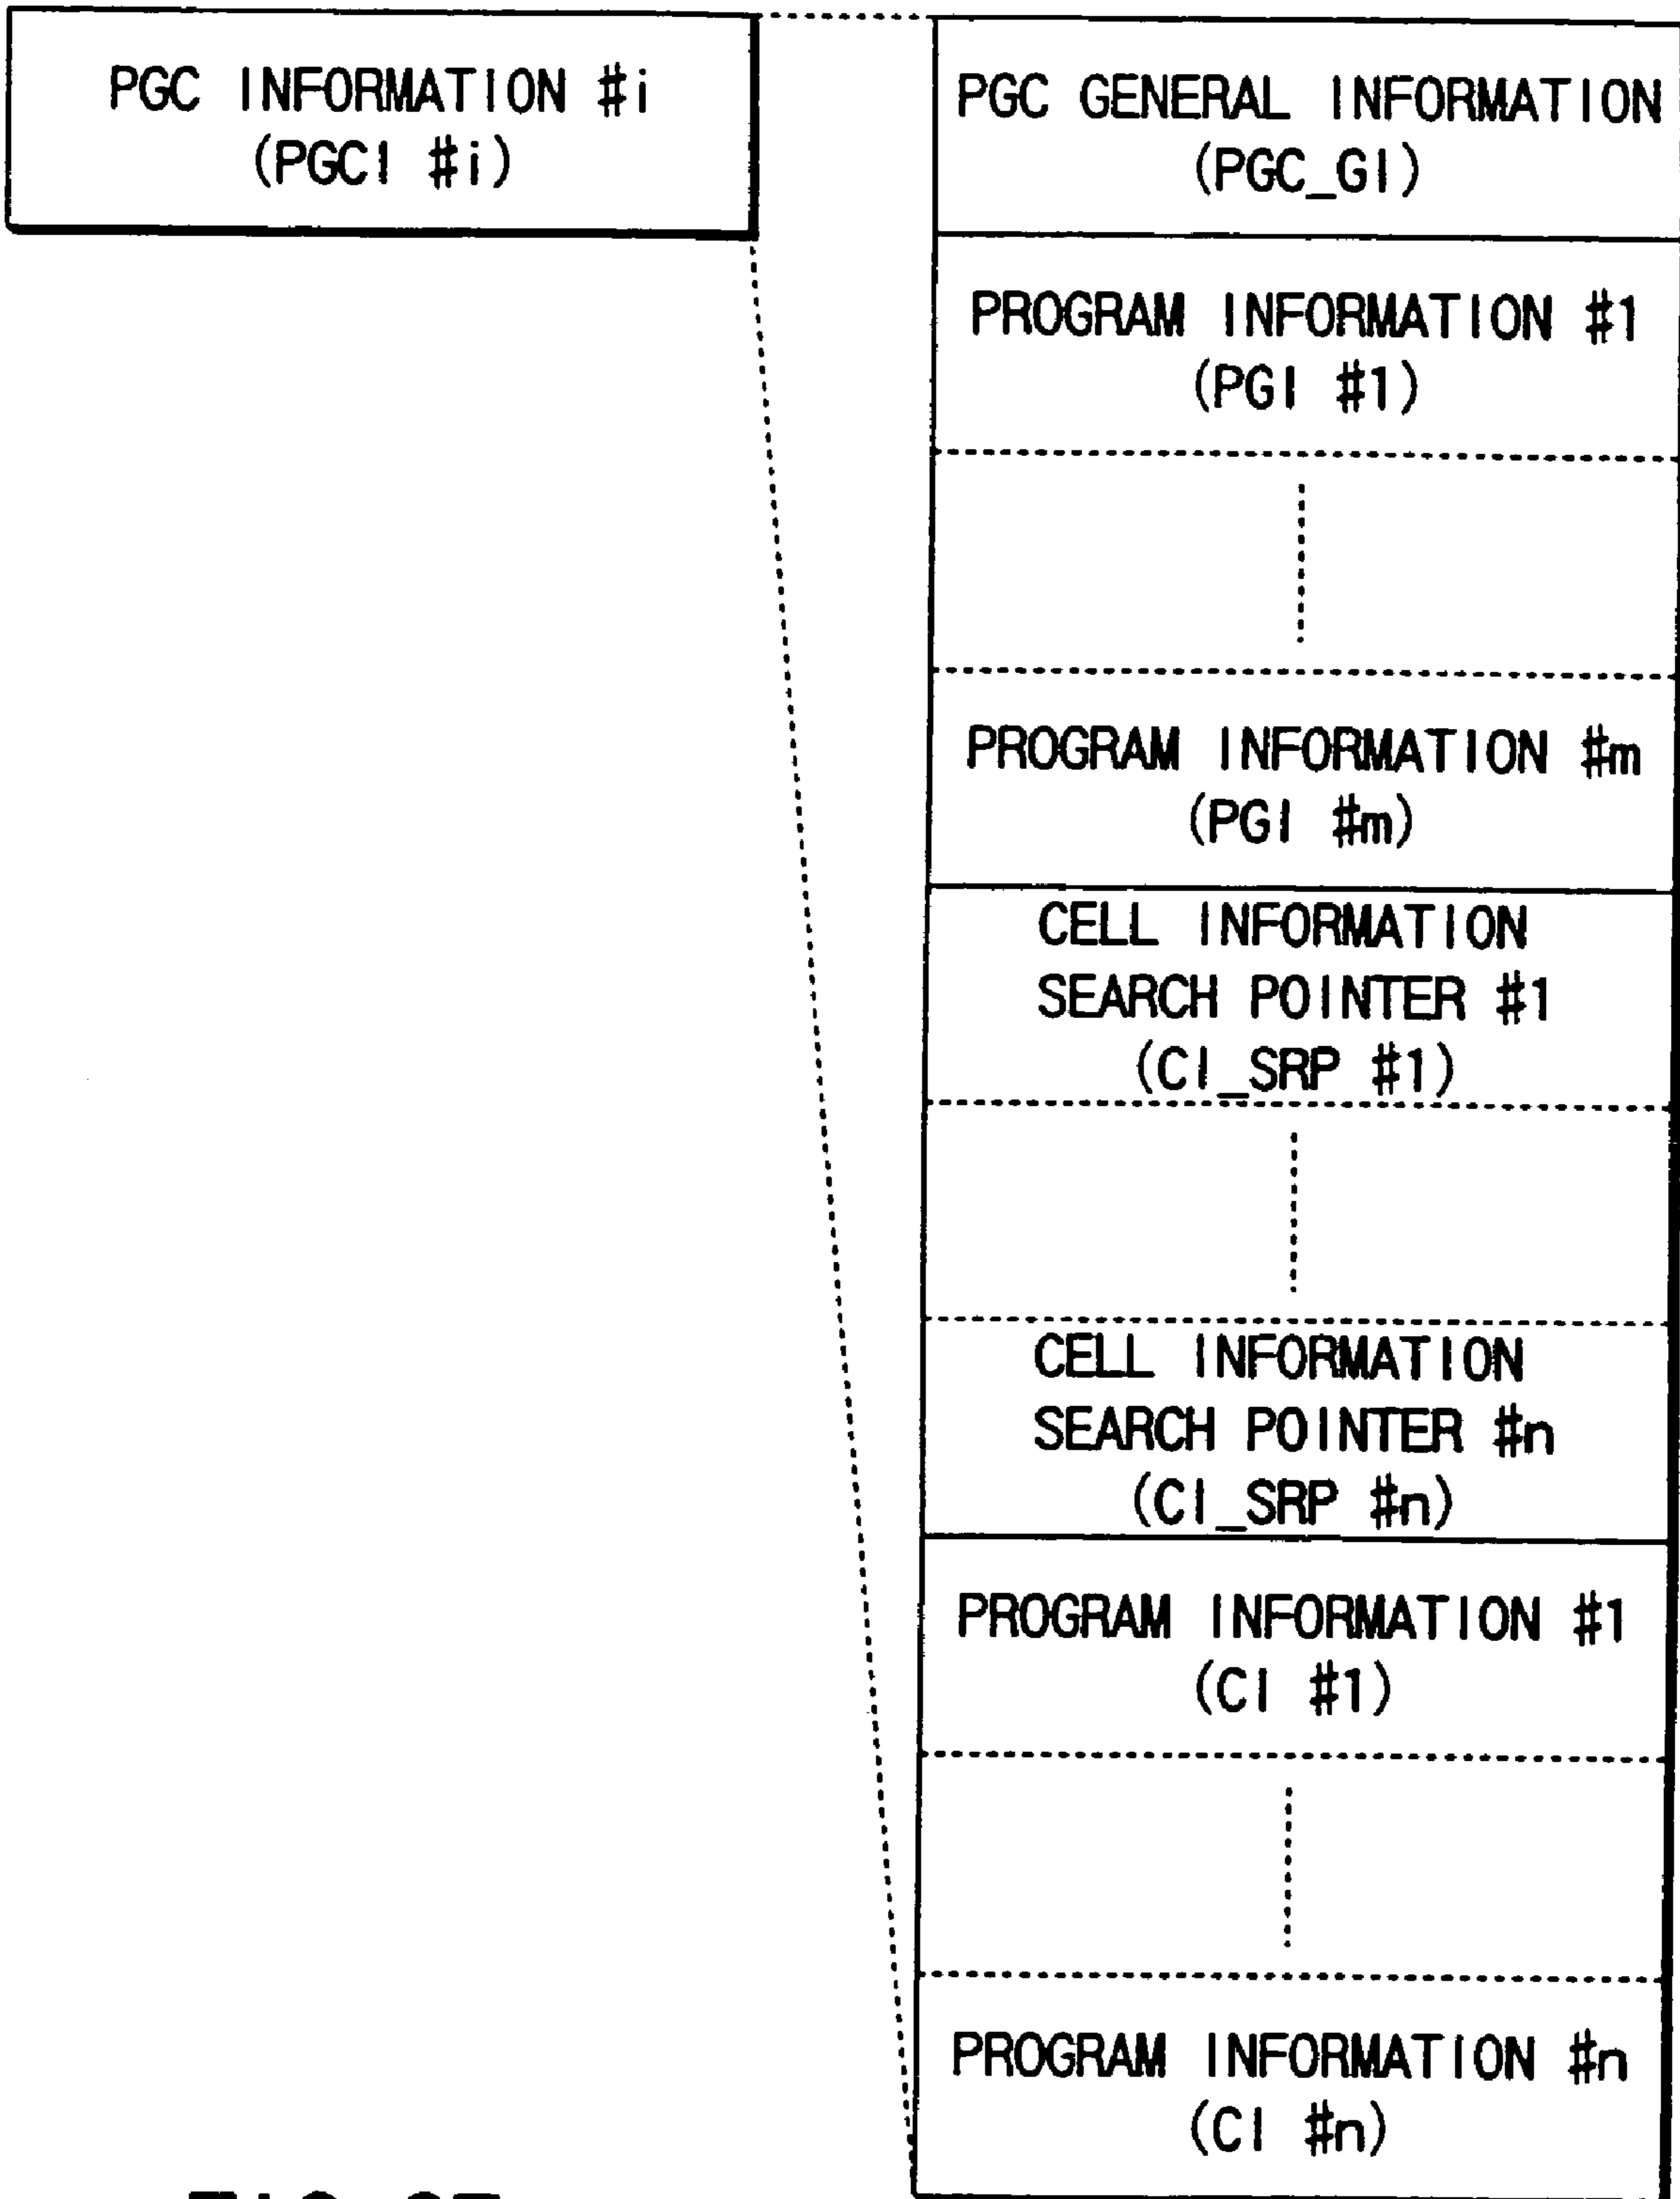 PGC INFORMATION #i
(PGCI #i)
PGC GENERAL INFORMATION
(PGC_GI)
PROGRAM INFORMATION #1
(PGI #1)
PROGRAM INFORMATION #m
(PGI #m)
CELL INFORMATION
SEARCH POINTER #1
(CI_SRP #1)
CELL INFORMATION
SEARCH POINTER #n
(CI_SRP #n)
PROGRAM INFORMATION #1
(CI #1)
PROGRAM INFORMATION #n
(CI #n)